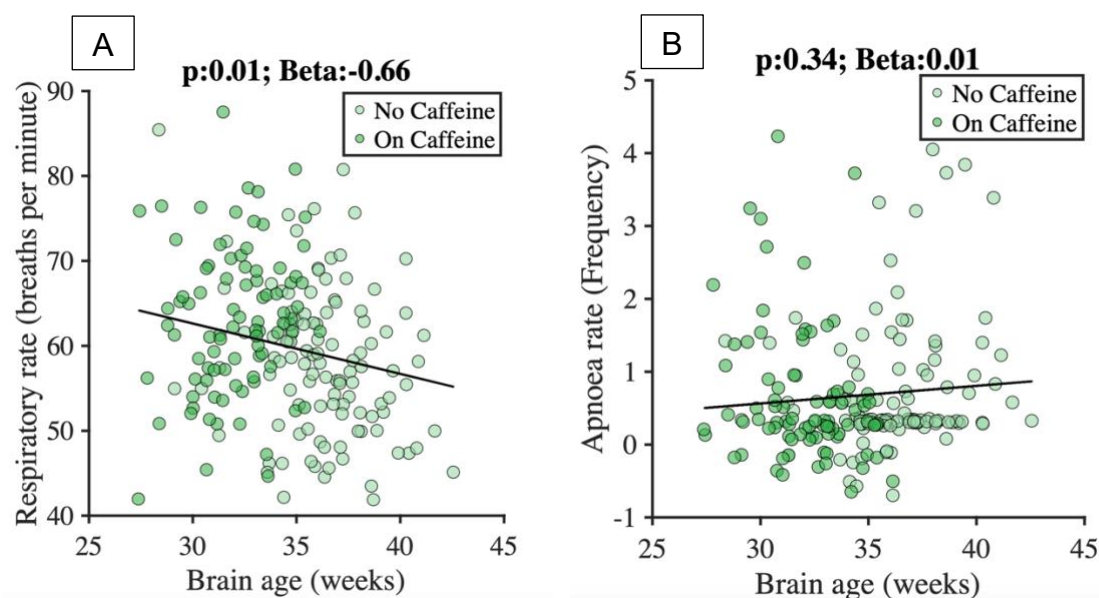 A
p:0.01; Beta:-0.66
Respiratory rate (breaths per minute)
90
80
70
60
50
40
No Caffeine
On Caffeine
25
30
35
40
45
Brain age (weeks)
B
p:0.34; Beta:0.01
Apnoea rate (Frequency)
5
4
3
2
1
0
-1
No Caffeine
On Caffeine
25
30
35
40
45
Brain age (weeks)